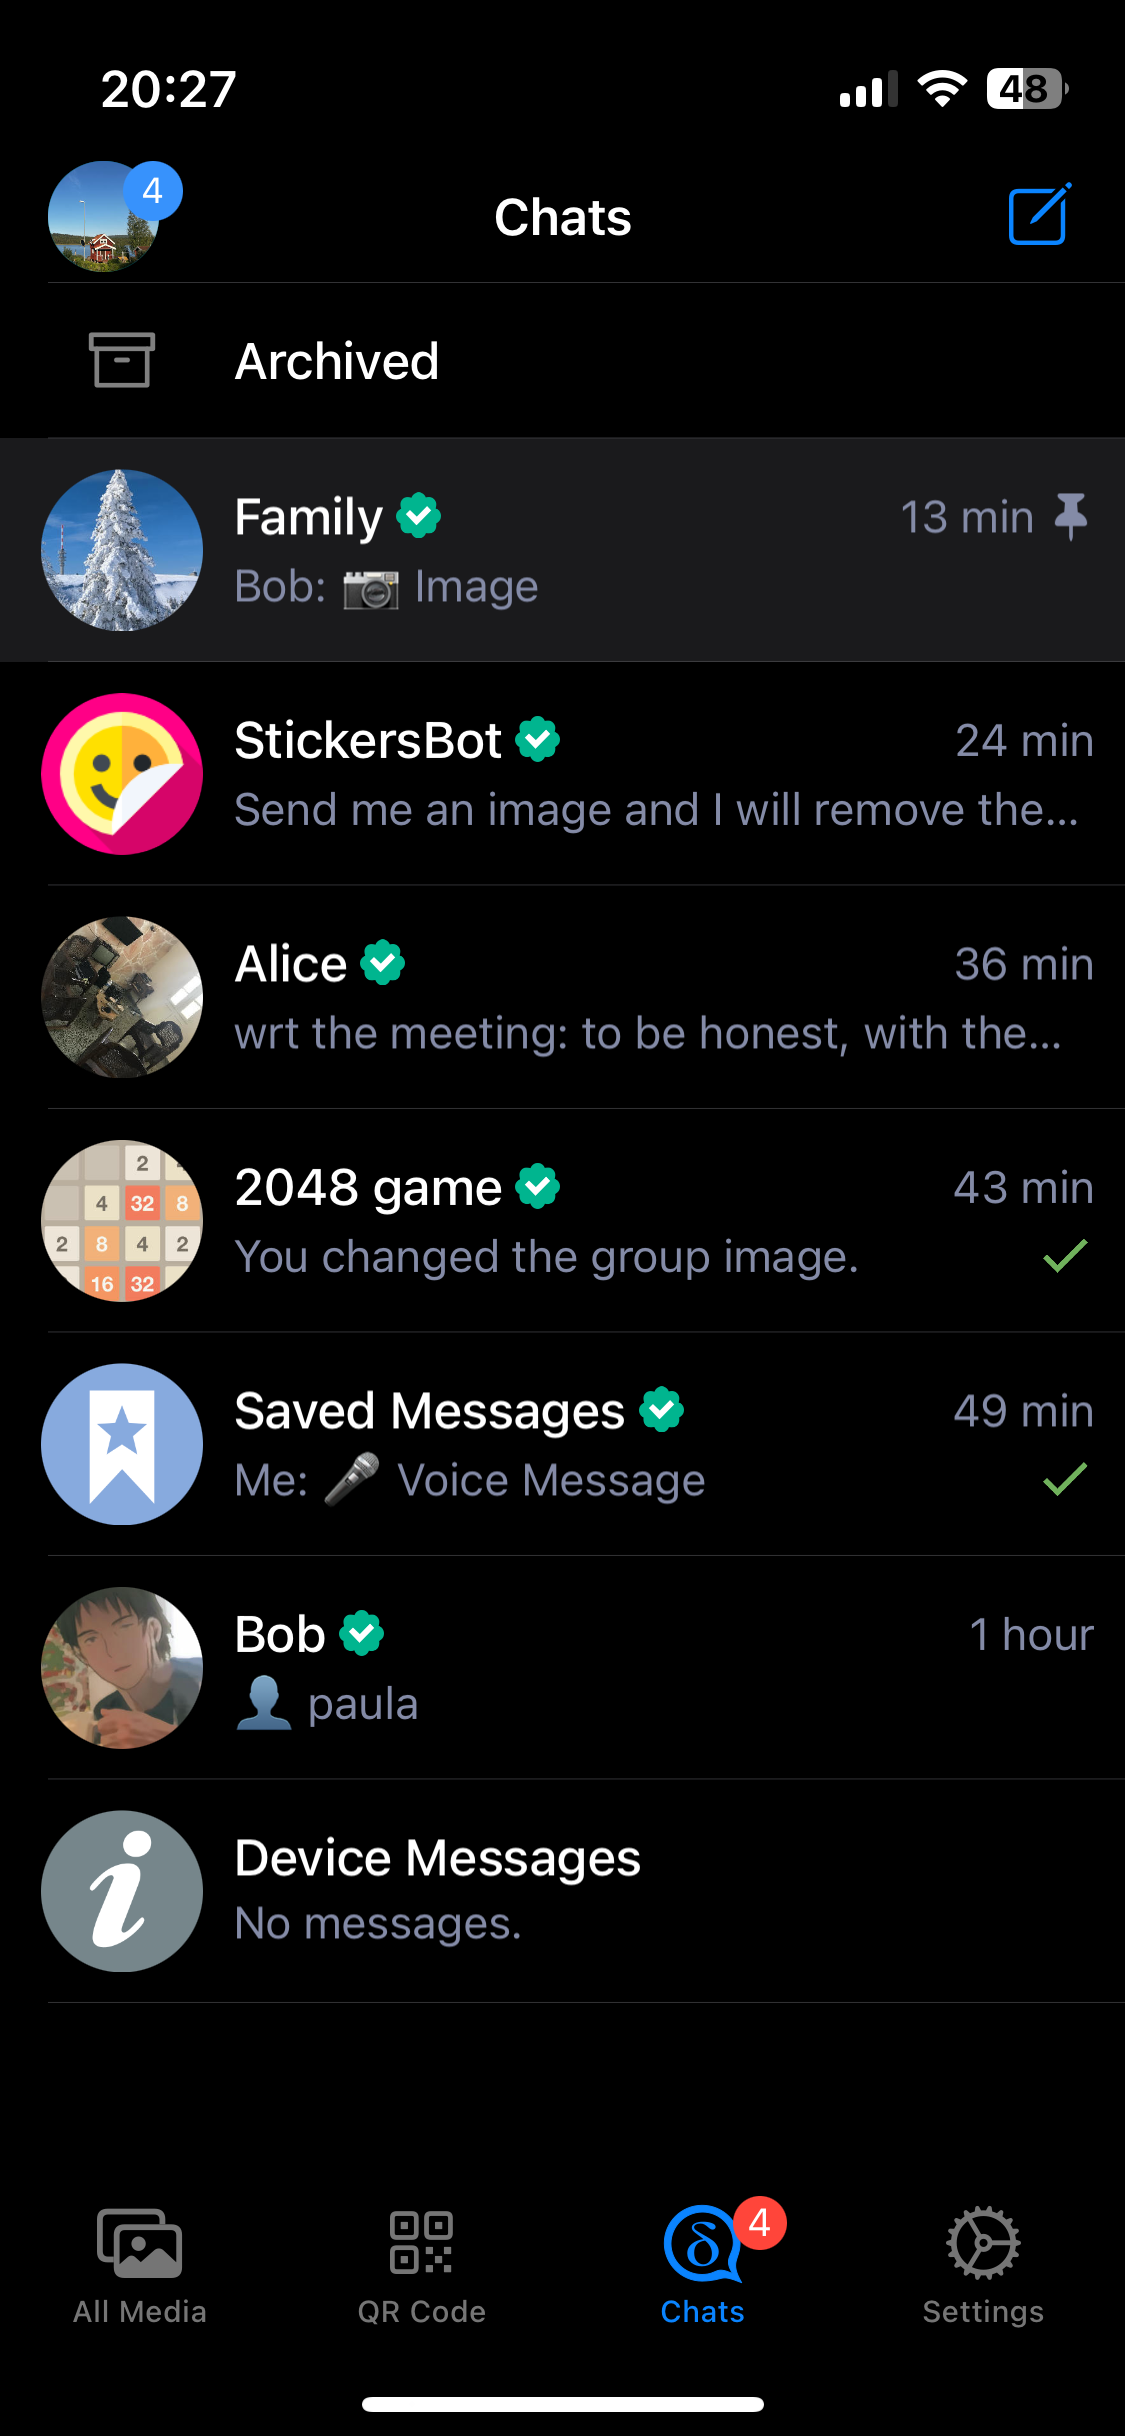 20:27
48
4
Chats
Archived
Family
13 min
Bob: 📷 Image
StickersBot
24 min
Send me an image and I will remove the...
Alice
36 min
wrt the meeting: to be honest, with the...
2
4 32 8
2 8 4 2
16 32
2048 game
43 min
You changed the group image.
Saved Messages
49 min
Me: 🎤 Voice Message
Bob
1 hour
👤 paula
Device Messages
No messages.
4
All Media
QR Code
Chats
Settings